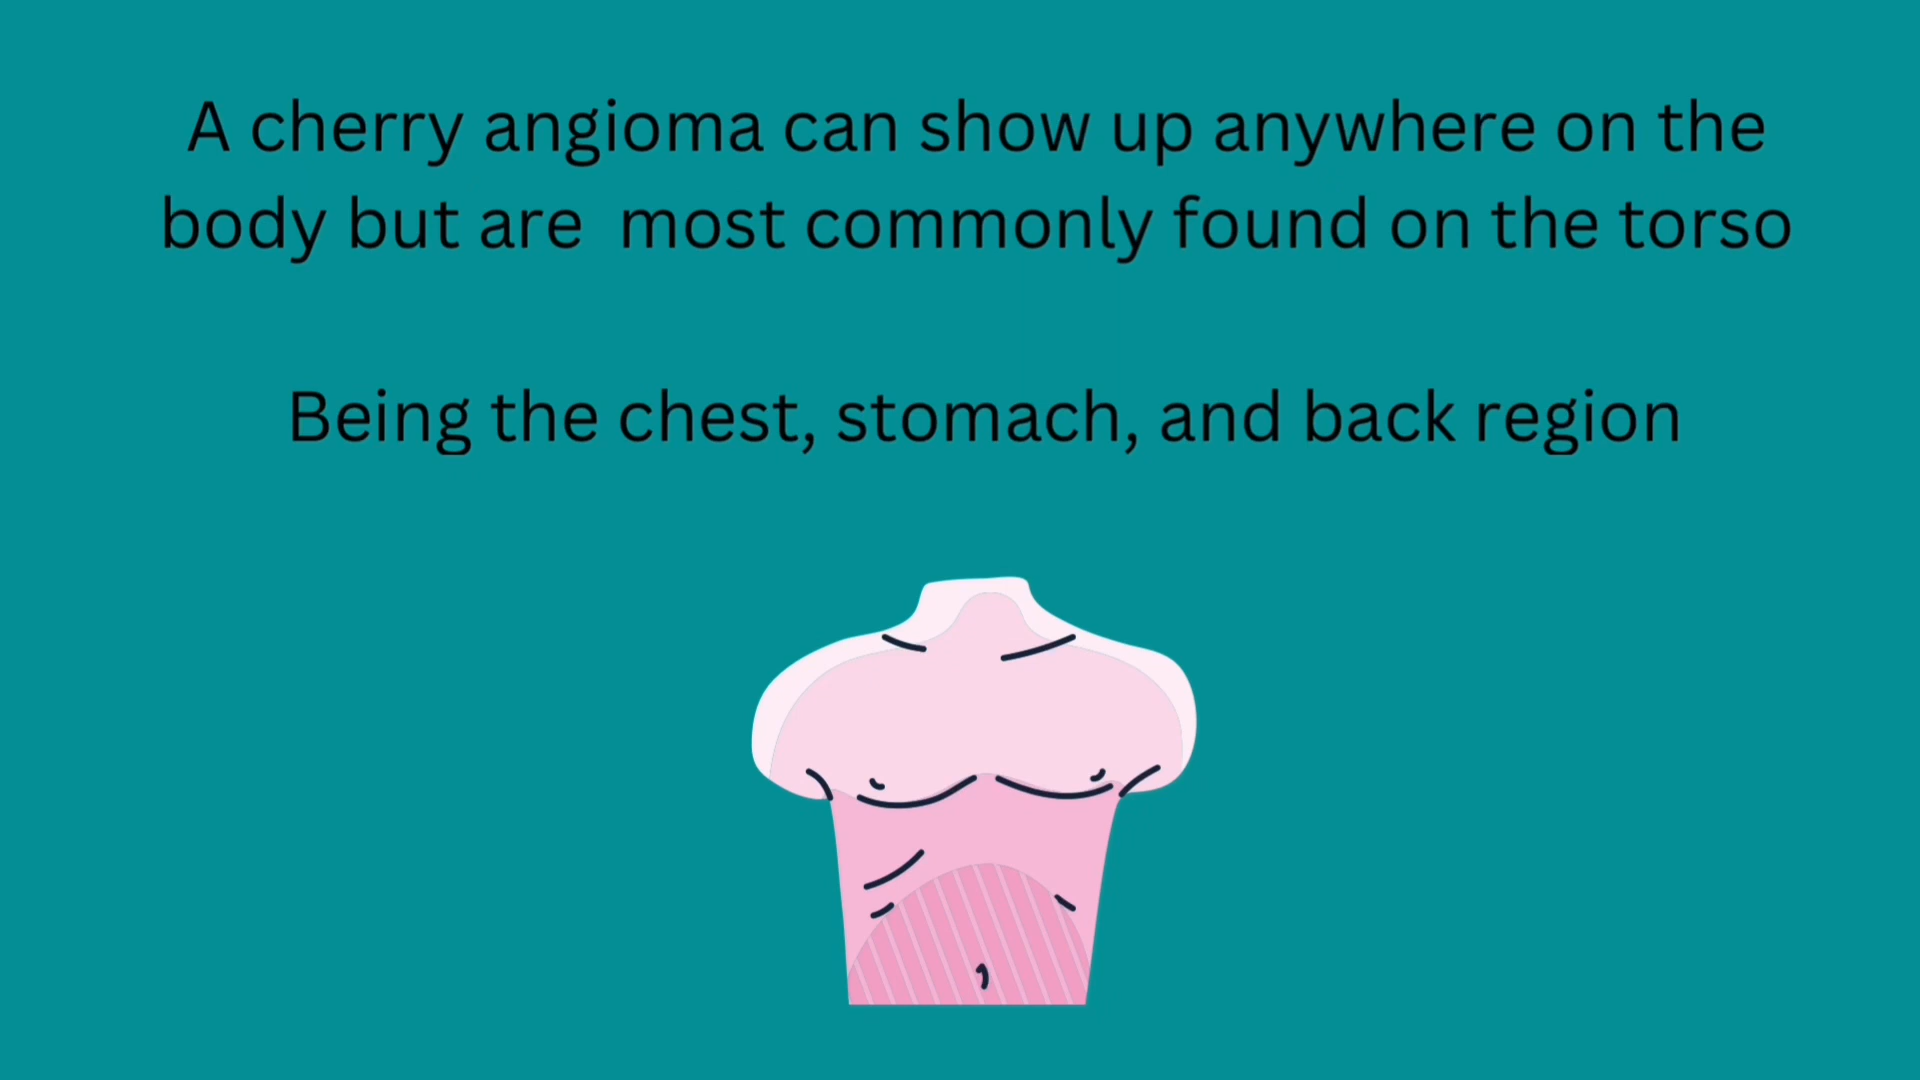 A cherry angioma can show up anywhere on the
body but are  most commonly found on the torso
Being the chest, stomach, and back region